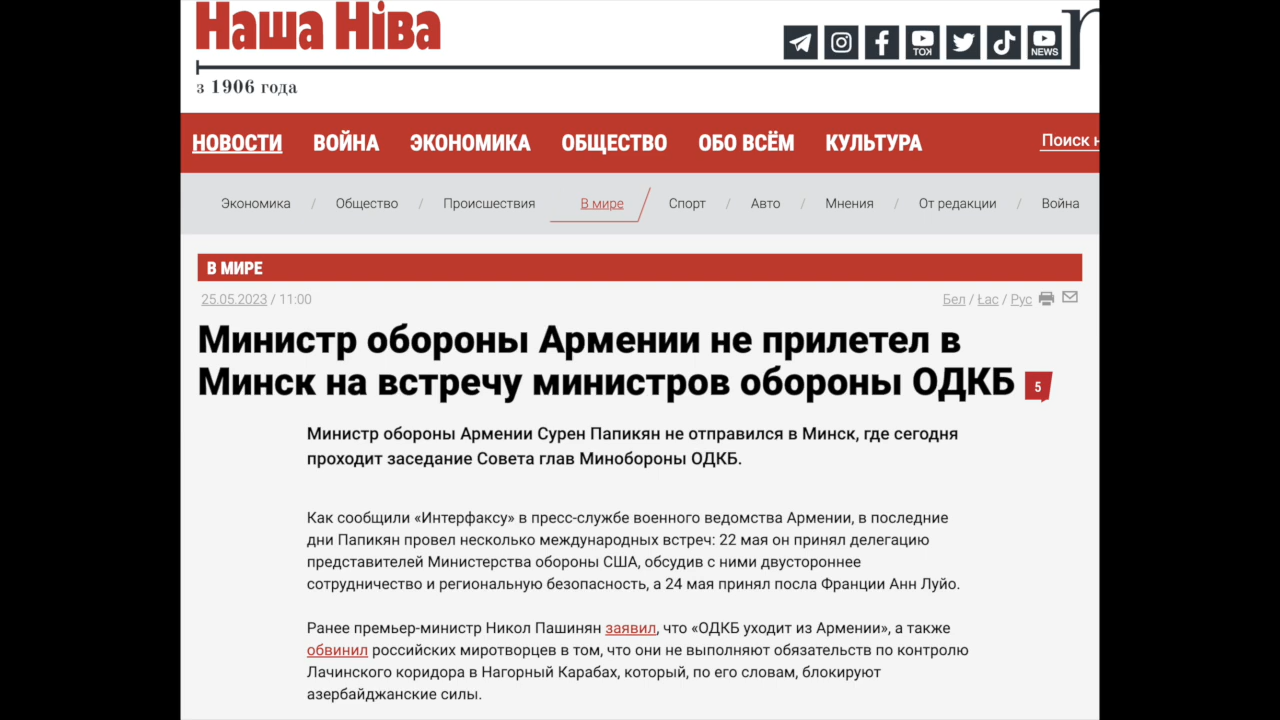 Наша Ніва
з 1906 года
ТОК
NEWS
НОВОСТИ ВОЙНА ЭКОНОМИКА ОБЩЕСТВО ОБО ВСЁМ КУЛЬТУРА Поиск н
Экономика / Общество / Происшествия В мире / Спорт / Авто / Мнения / От редакции / Война
В МИРЕ
25.05.2023 / 11:00 Бел / Łac / Рус
Министр обороны Армении не прилетел в
Минск на встречу министров обороны ОДКБ 5
Министр обороны Армении Сурен Папикян не отправился в Минск, где сегодня
проходит заседание Совета глав Минобороны ОДКБ.
Как сообщили «Интерфаксу» в пресс-службе военного ведомства Армении, в последние
дни Папикян провел несколько международных встреч: 22 мая он принял делегацию
представителей Министерства обороны США, обсудив с ними двустороннее
сотрудничество и региональную безопасность, а 24 мая принял посла Франции Анн Луйо.
Ранее премьер-министр Никол Пашинян заявил, что «ОДКБ уходит из Армении», а также
обвинил российских миротворцев в том, что они не выполняют обязательств по контролю
Лачинского коридора в Нагорный Карабах, который, по его словам, блокируют
азербайджанские силы.